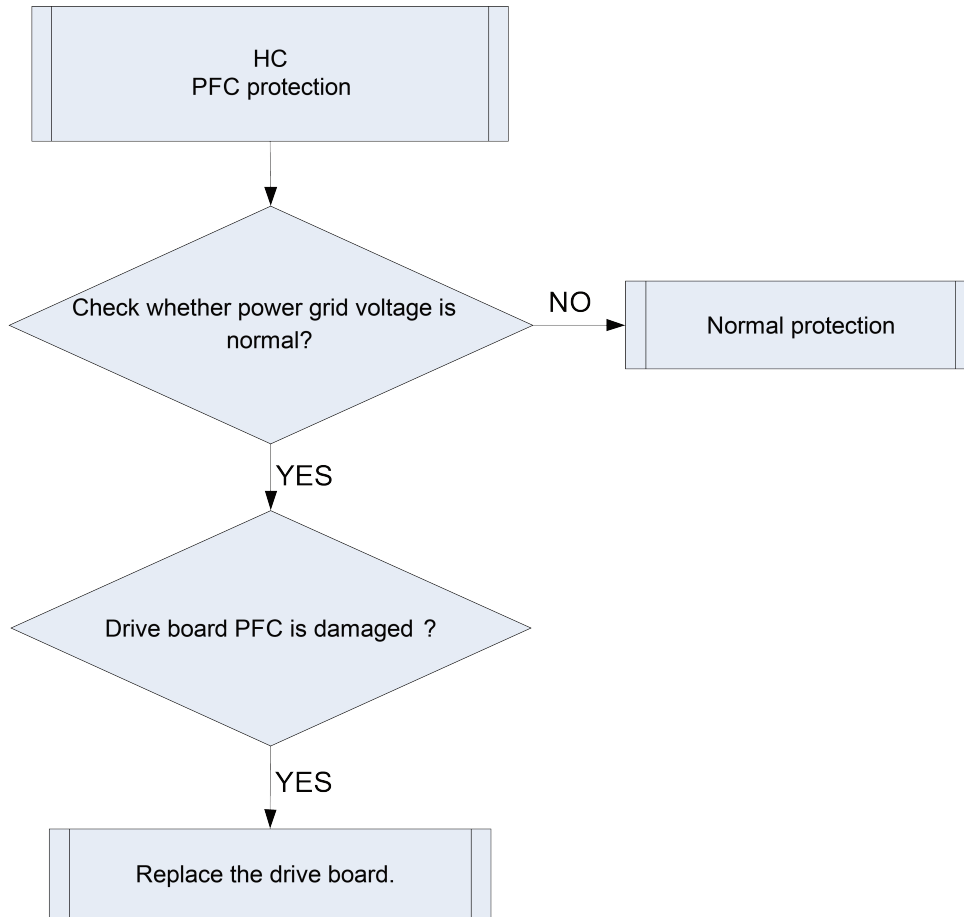 HC
PFC protection
Check whether power grid voltage is
normal?
NO
Normal protection
YES
Drive board PFC is damaged ?
YES
Replace the drive board.